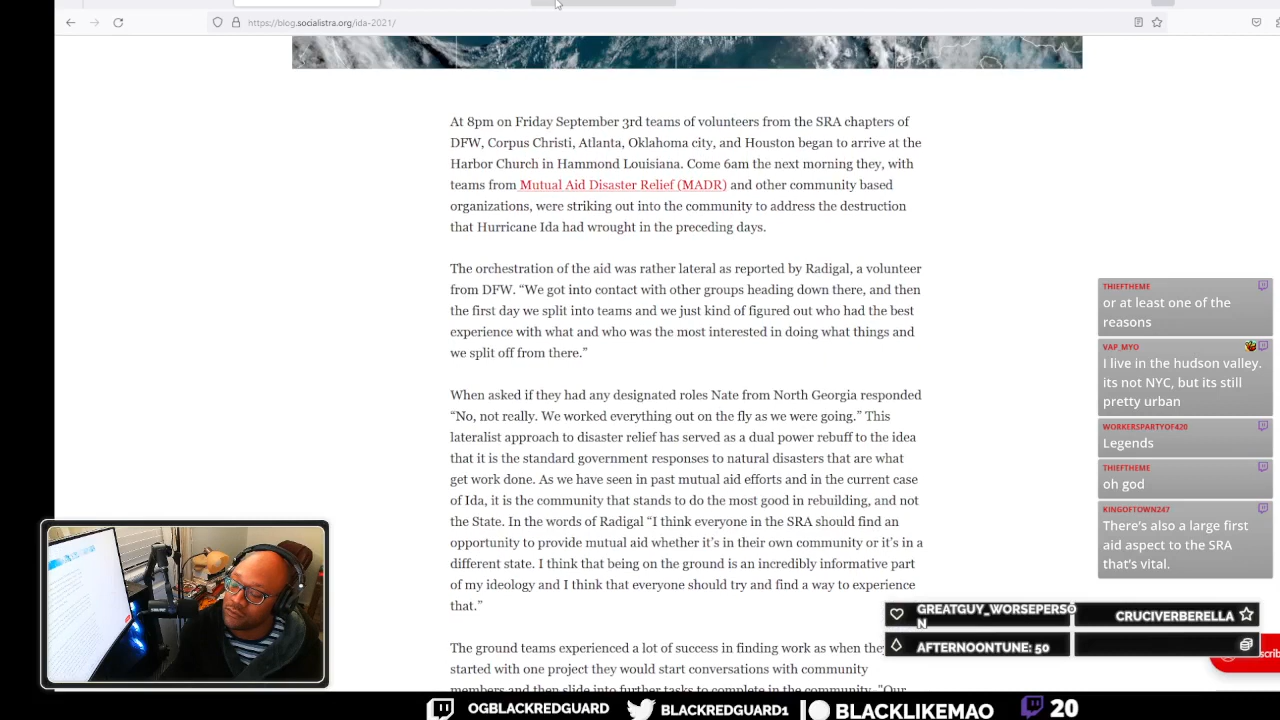 https://blog.socialistra.org/ida-2021/
At 8pm on Friday September 3rd teams of volunteers from the SRA chapters of
DFW, Corpus Christi, Atlanta, Oklahoma city, and Houston began to arrive at the
Harbor Church in Hammond Louisiana. Come 6am the next morning they, with
teams from Mutual Aid Disaster Relief (MADR) and other community based
organizations, were striking out into the community to address the destruction
that Hurricane Ida had wrought in the preceding days.
The orchestration of the aid was rather lateral as reported by Radigal, a volunteer
from DFW. “We got into contact with other groups heading down there, and then
the first day we split into teams and we just kind of figured out who had the best
experience with what and who was the most interested in doing what things and
we split off from there.”
When asked if they had any designated roles Nate from North Georgia responded
“No, not really. We worked everything out on the fly as we were going.” This
lateralist approach to disaster relief has served as a dual power rebuff to the idea
that it is the standard government responses to natural disasters that are what
get work done. As we have seen in past mutual aid efforts and in the current case
of Ida, it is the community that stands to do the most good in rebuilding, and not
the State. In the words of Radigal “I think everyone in the SRA should find an
opportunity to provide mutual aid whether it’s in their own community or it’s in a
different state. I think that being on the ground is an incredibly informative part
of my ideology and I think that everyone should try and find a way to experience
that.”
The ground teams experienced a lot of success in finding work as when they
started with one project they would start conversations with community
members and then slide into further tasks to complete in the community. "Our
THIEFTHEME
or at least one of the
reasons
VAP_MYO
I live in the hudson valley.
its not NYC, but its still
pretty urban
WORKERSPARTYOF420
Legends
THIEFTHEME
oh god
KINGOFTOWN247
There's also a large first
aid aspect to the SRA
that's vital.
GREATGUY_WORSEPERSO
N
CRUCIVERBERELLA
AFTERNOONTUNE: 50
OGBLACKREDGUARD
BLACKREDGUARD1
BLACKLIKEMAO
20